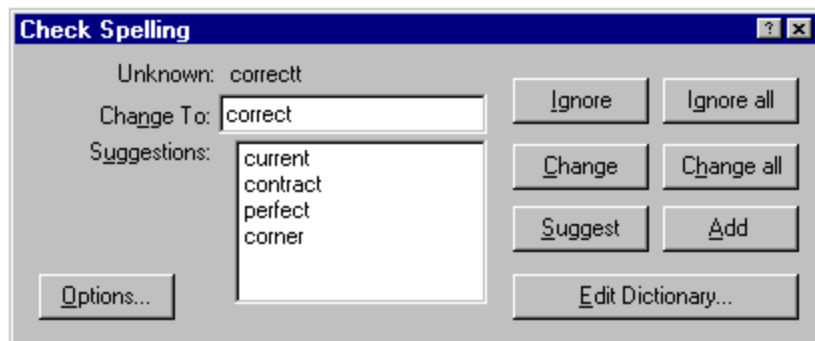 Check Spelling
Unknown: correctt
Change To: correct
Suggestions:
current
contract
perfect
corner
Ignore
Ignore all
Change
Change all
Suggest
Add
Options...
Edit Dictionary...